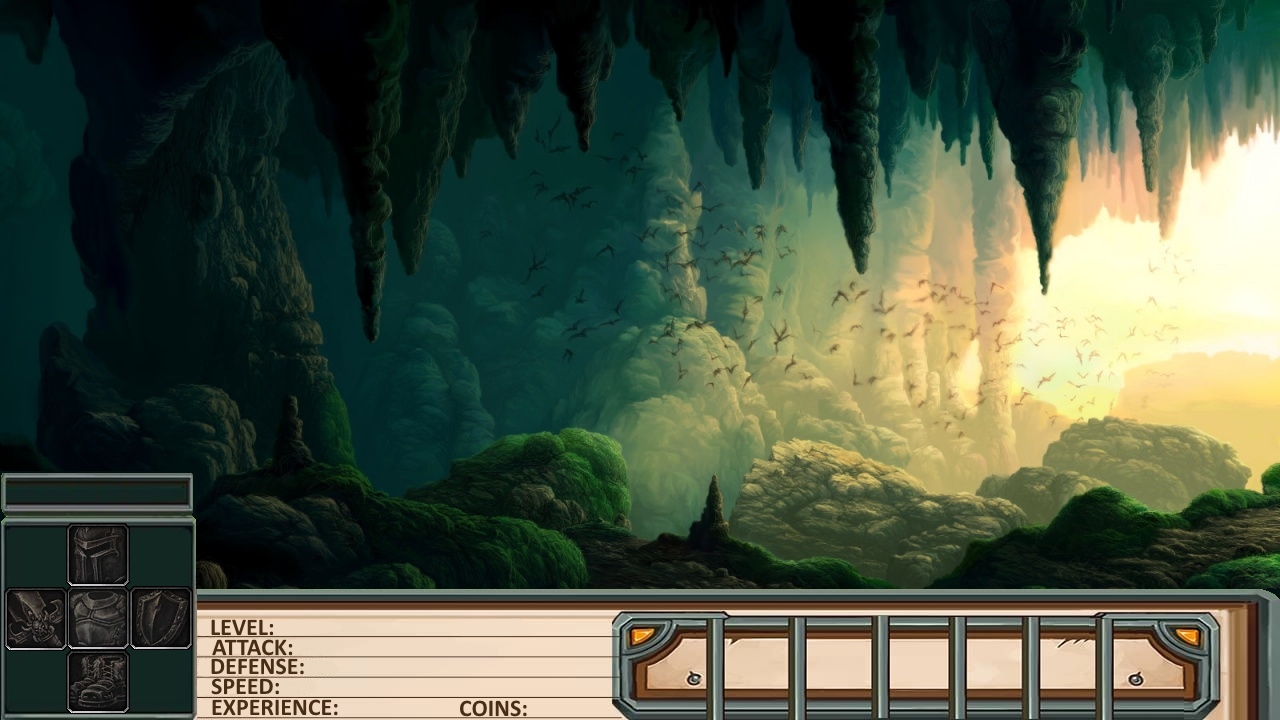 LEVEL:
ATTACK:
DEFENSE:
SPEED:
EXPERIENCE: COINS: